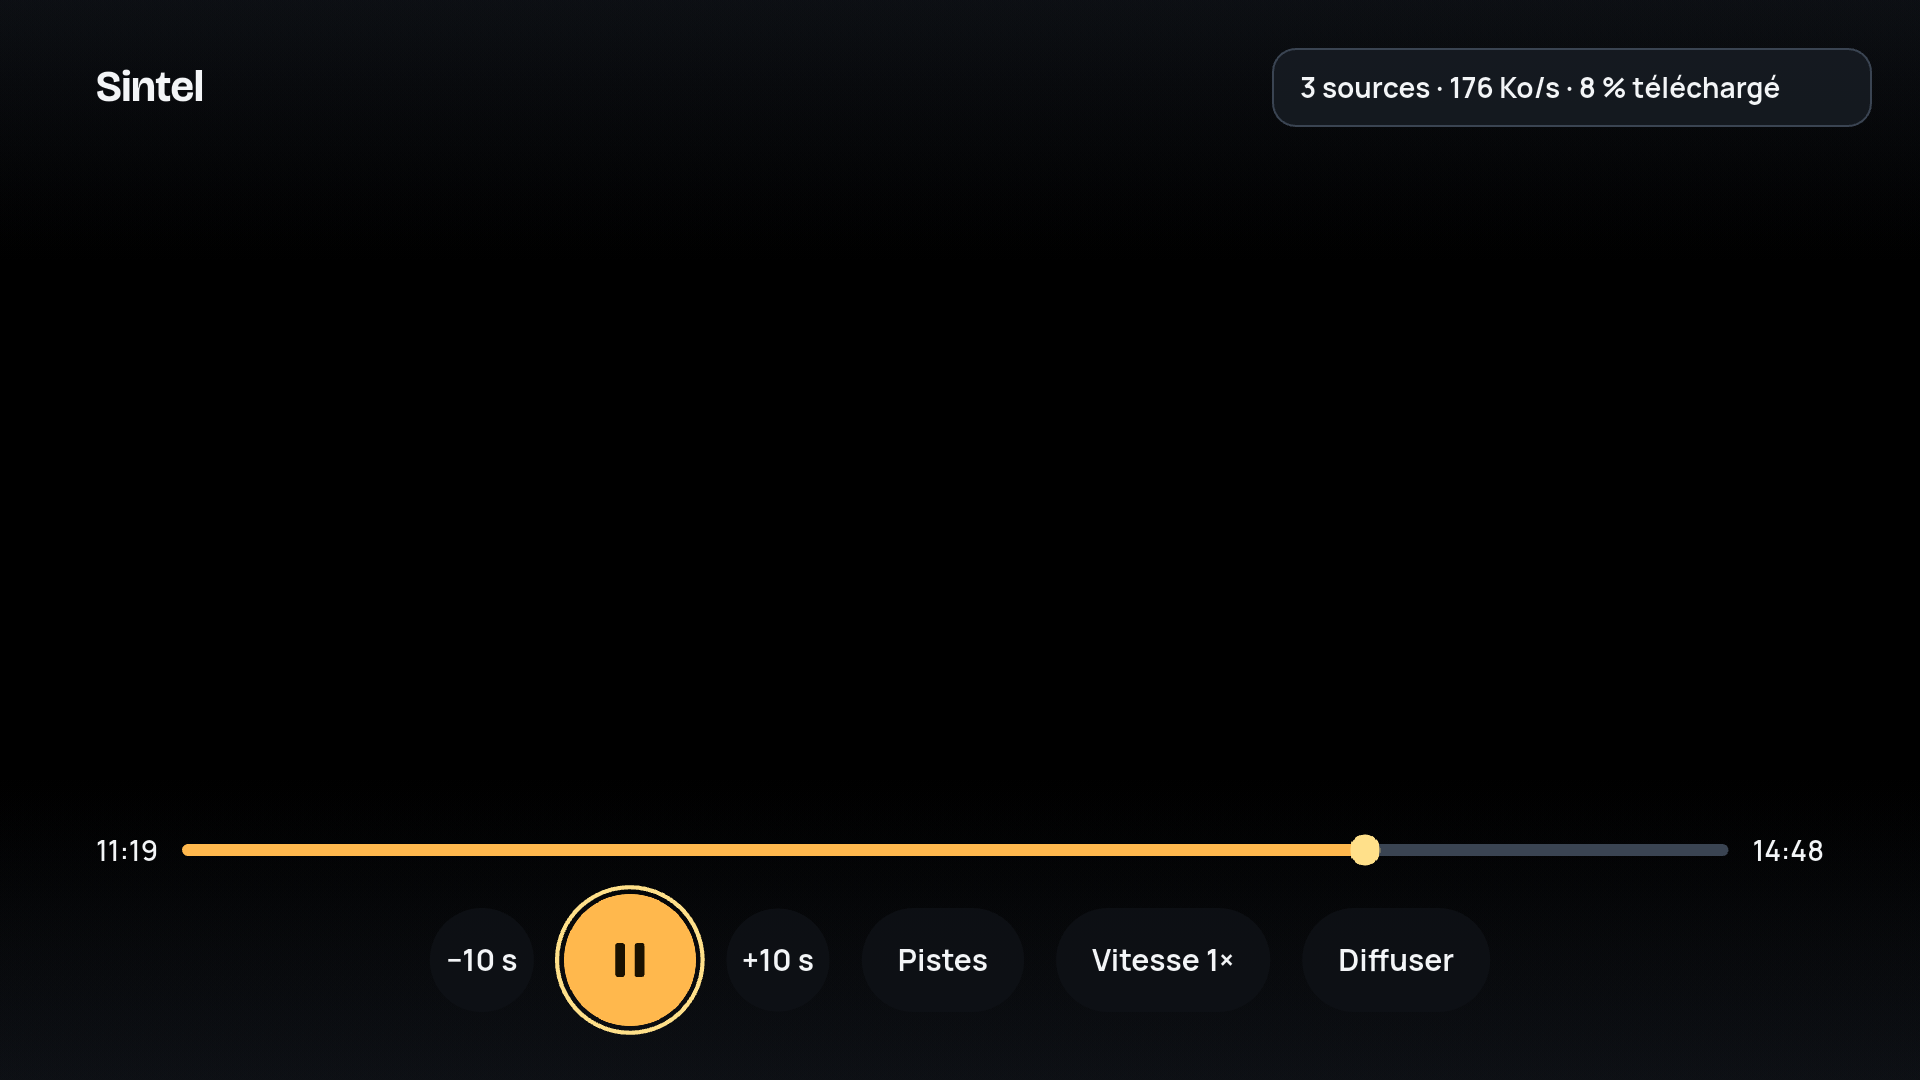 Sintel
3 sources · 176 Ko/s · 8 % téléchargé
11:19
14:48
−10 s
+10 s
Pistes
Vitesse 1×
Diffuser